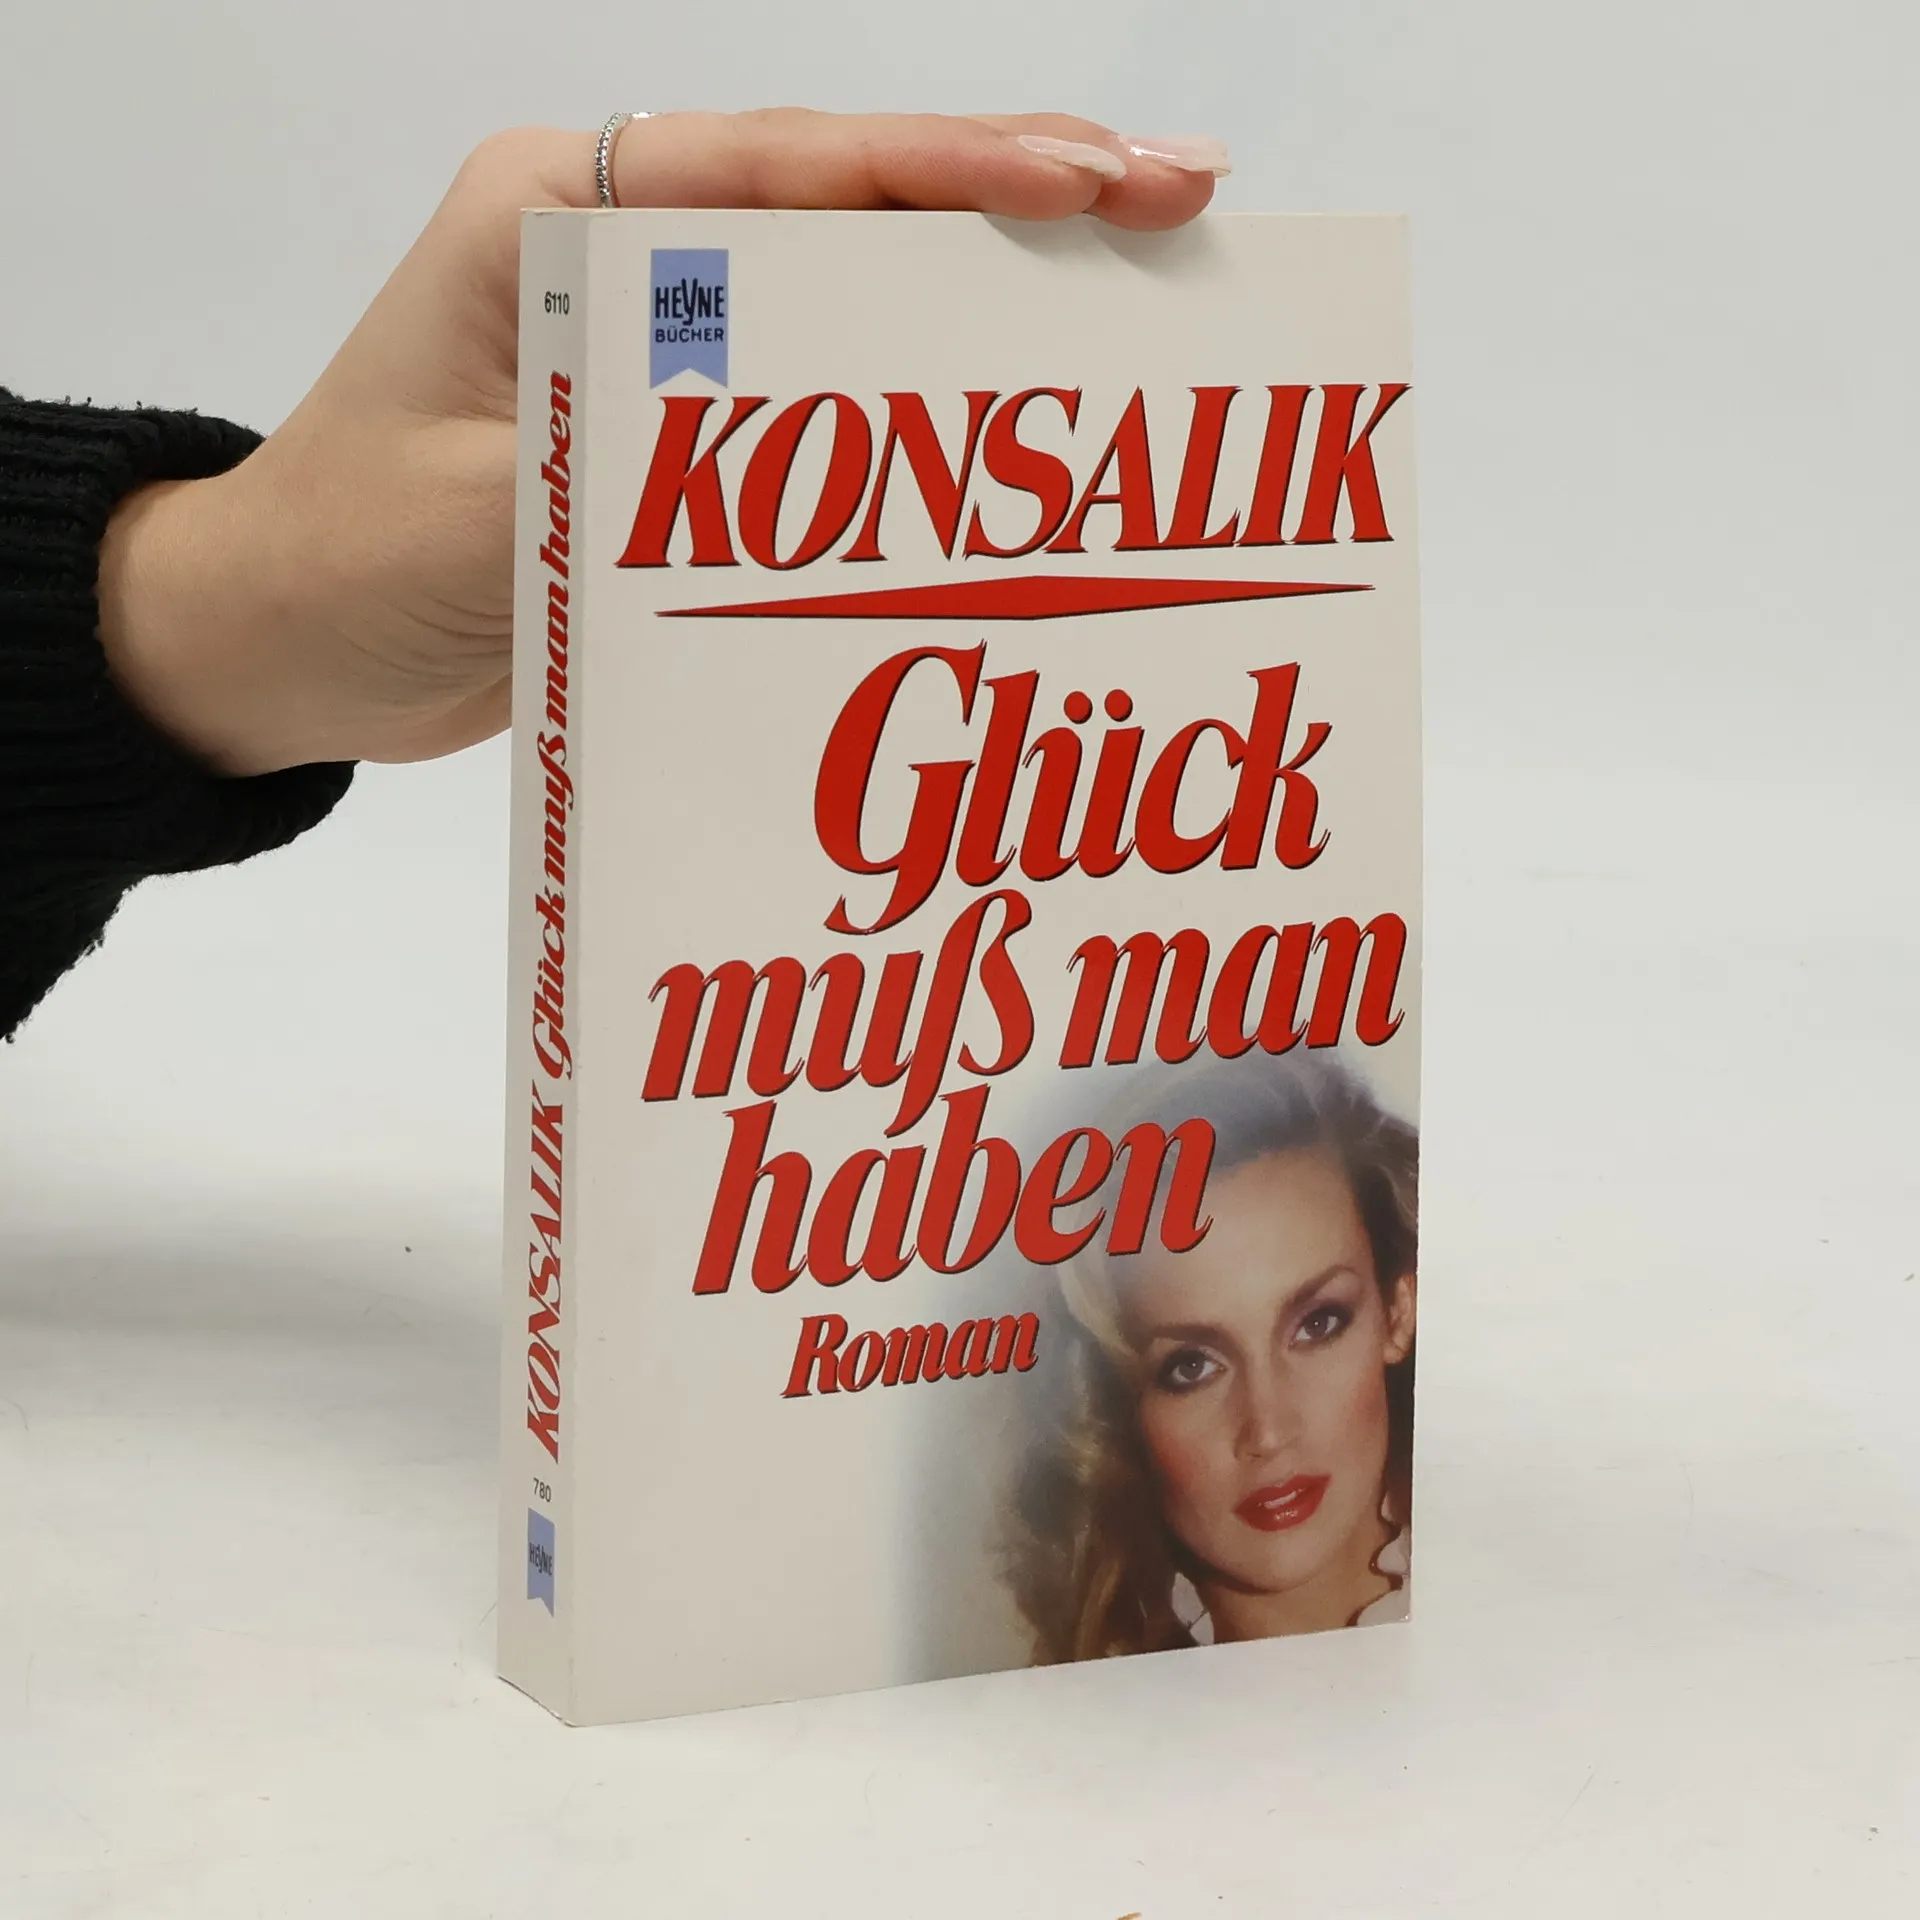 6110
KONSALIK Glück muß man haben
780
HEYNE
HEYNE
BÜCHER
KONSALIK
Glück
muß man
haben
Roman